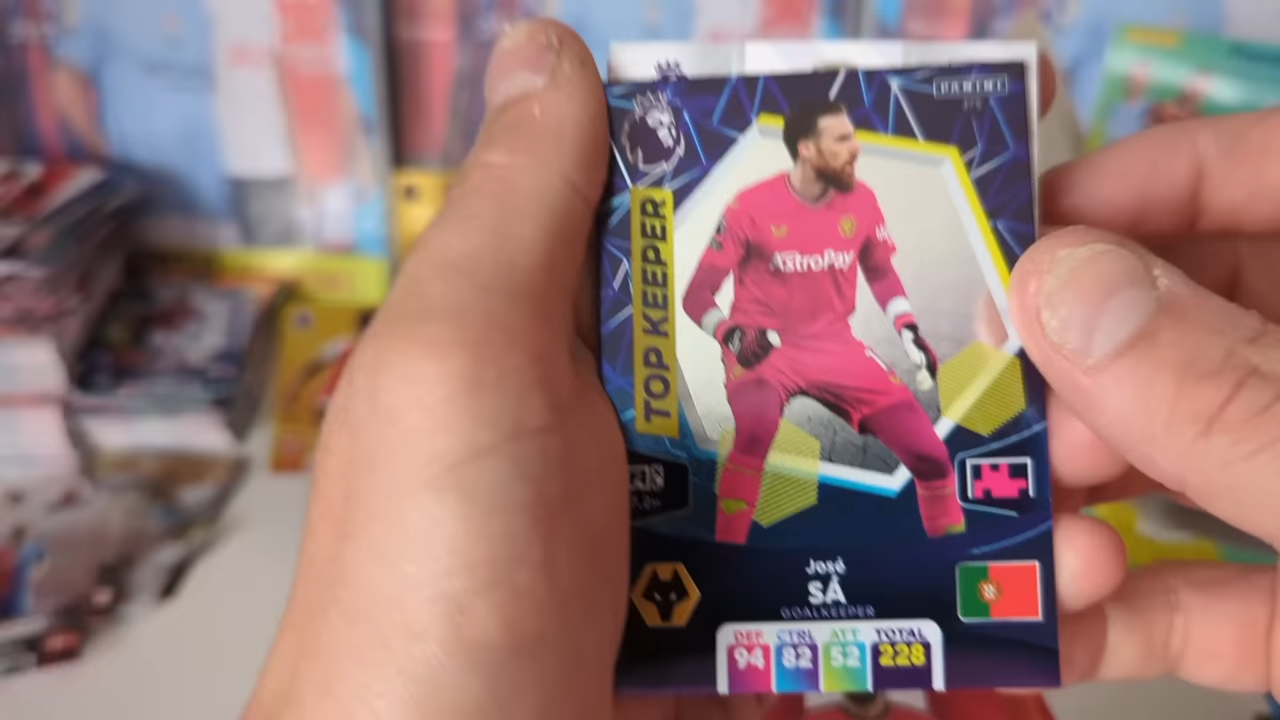 PANINI
TOP KEEPER
AstroPay
José
SÁ
GOALKEEPER
DEF CTRL ATT TOTAL
94 82 52 228